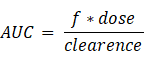 AUC = f * dose / clearence